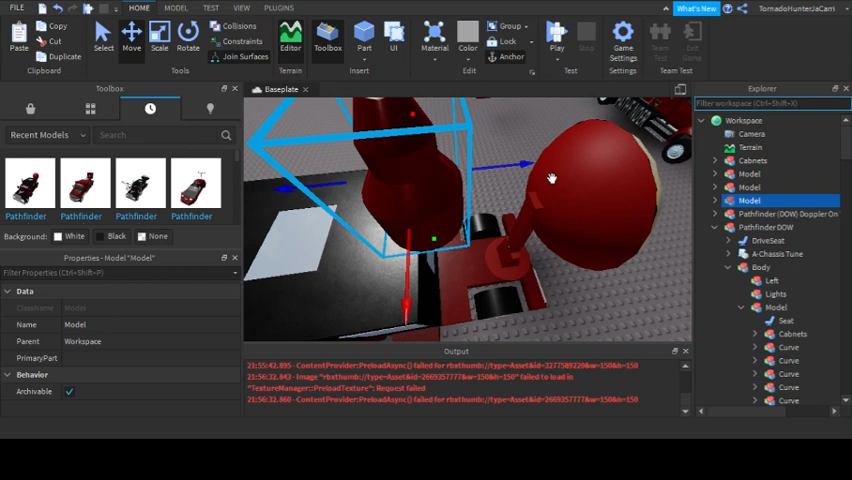 FILE HOME MODEL TEST VIEW PLUGINS What's New TornadoHunterJaCarri
Paste Copy Cut Duplicate Clipboard
Select Move Scale Rotate Collisions Constraints Join Surfaces Tools
Editor Terrain
Toolbox Part UI Insert
Material Color Group Lock Anchor Edit
Play Stop Test
Game Settings Settings
Team Test Exit Game Team Test
Toolbox
Recent Models Search
Pathfinder Pathfinder Pathfinder Pathfinder
Background: White Black None
Properties - Model "Model"
Filter Properties (Ctrl+Shift+P)
Data
ClassName Model
Name Model
Parent Workspace
PrimaryPart
Behavior
Archivable
Baseplate
Output
21:55:42.895 - ContentProvider:PreloadAsync() failed for rbxthumb://type=Asset&id=3277589220&w=150&h=150
21:56:32.843 - Image "rbxthumb://type=Asset&id=2669357777&w=150&h=150" failed to load in
"TextureManager::PreloadTexture": Request failed
21:56:32.860 - ContentProvider:PreloadAsync() failed for rbxthumb://type=Asset&id=2669357777&w=150&h=150
Explorer
Filter workspace (Ctrl+Shift+X)
Workspace
Camera
Terrain
Cabnets
Model
Model
Model
Pathfinder (DOW) Doppler On
Pathfinder DOW
DriveSeat
A-Chassis Tune
Body
Left
Lights
Model
Seat
Cabnets
Curve
Curve
Curve
Curve
Curve